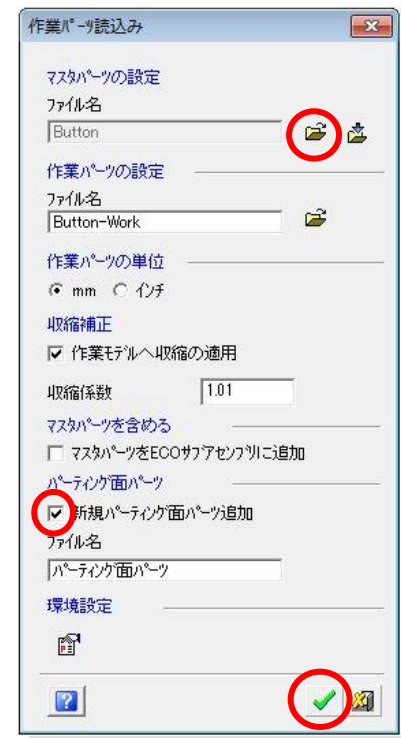 作業ﾊﾟｰﾂ読込み
マスタﾊﾟｰﾂの設定
ﾌｧｲﾙ名
Button
作業ﾊﾟｰﾂの設定
ﾌｧｲﾙ名
Button-Work
作業ﾊﾟｰﾂの単位
mm インチ
収縮補正
作業ﾓﾃﾞﾙへ収縮の適用
収縮係数 1.01
マスタﾊﾟｰﾂを含める
マスタﾊﾟｰﾂをECOｻﾌﾞｱｾﾝﾌﾞﾘに追加
ﾊﾟｰﾃｨﾝｸﾞ面ﾊﾟｰﾂ
新規ﾊﾟｰﾃｨﾝｸﾞ面ﾊﾟｰﾂ追加
ﾌｧｲﾙ名
ﾊﾟｰﾃｨﾝｸﾞ面ﾊﾟｰﾂ
環境設定
?